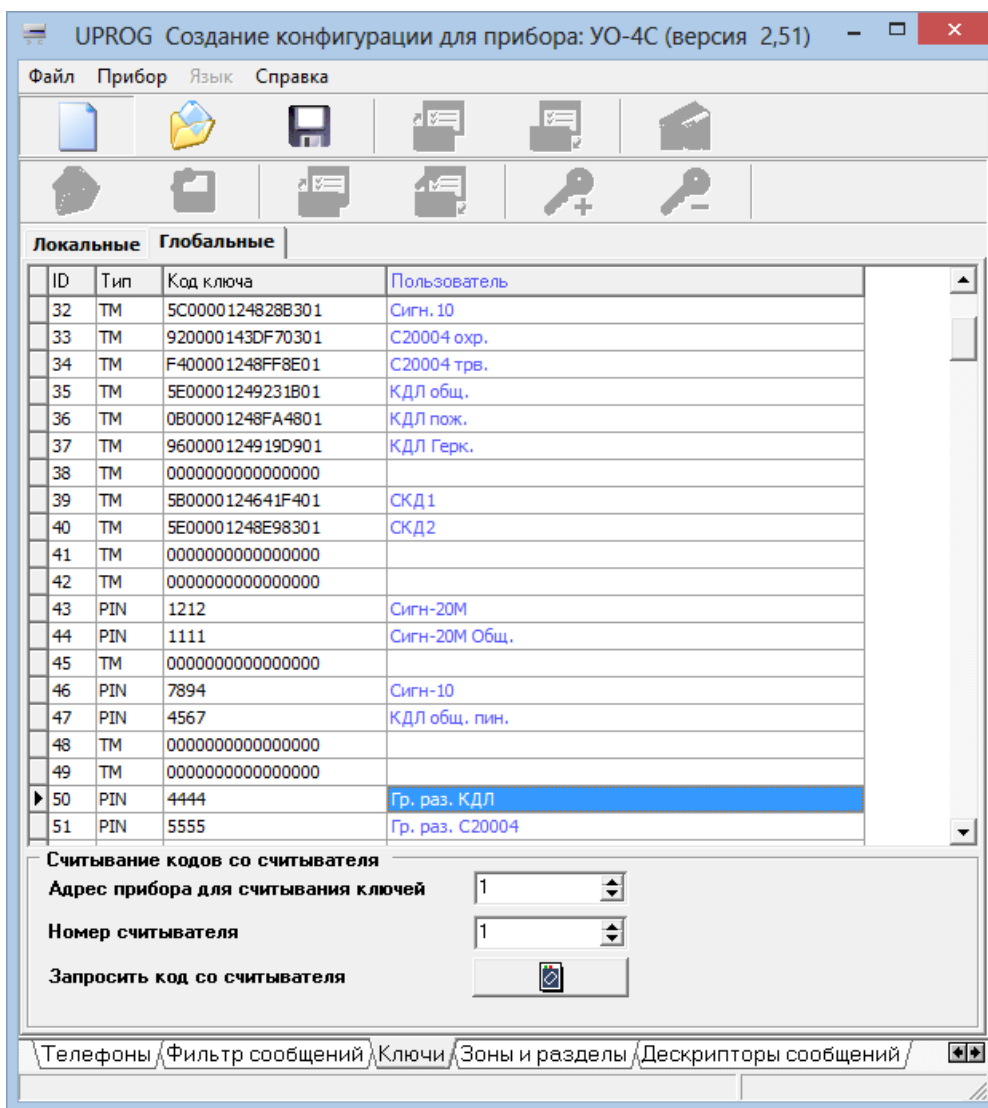 UPROG Создание конфигурации для прибора: УО-4С (версия 2,51)
Файл Прибор Язык Справка
Локальные Глобальные
ID Тип Код ключа Пользователь
32 TM 5C0000124828B301 Сигн. 10
33 TM 920000143DF70301 С20004 охр.
34 TM F400001248FF8E01 С20004 трв.
35 TM 5E00001249231B01 КДЛ общ.
36 TM 0B00001248FA4801 КДЛ пож.
37 TM 960000124919D901 КДЛ Герк.
38 TM 0000000000000000
39 TM 5B0000124641F401 СКД1
40 TM 5E00001248E98301 СКД2
41 TM 0000000000000000
42 TM 0000000000000000
43 PIN 1212 Сигн-20М
44 PIN 1111 Сигн-20М Общ.
45 TM 0000000000000000
46 PIN 7894 Сигн-10
47 PIN 4567 КДЛ общ. пин.
48 TM 0000000000000000
49 TM 0000000000000000
50 PIN 4444 Гр. раз. КДЛ
51 PIN 5555 Гр. раз. С20004
Считывание кодов со считывателя
Адрес прибора для считывания ключей 1
Номер считывателя 1
Запросить код со считывателя
Телефоны Фильтр сообщений Ключи Зоны и разделы Дескрипторы сообщений